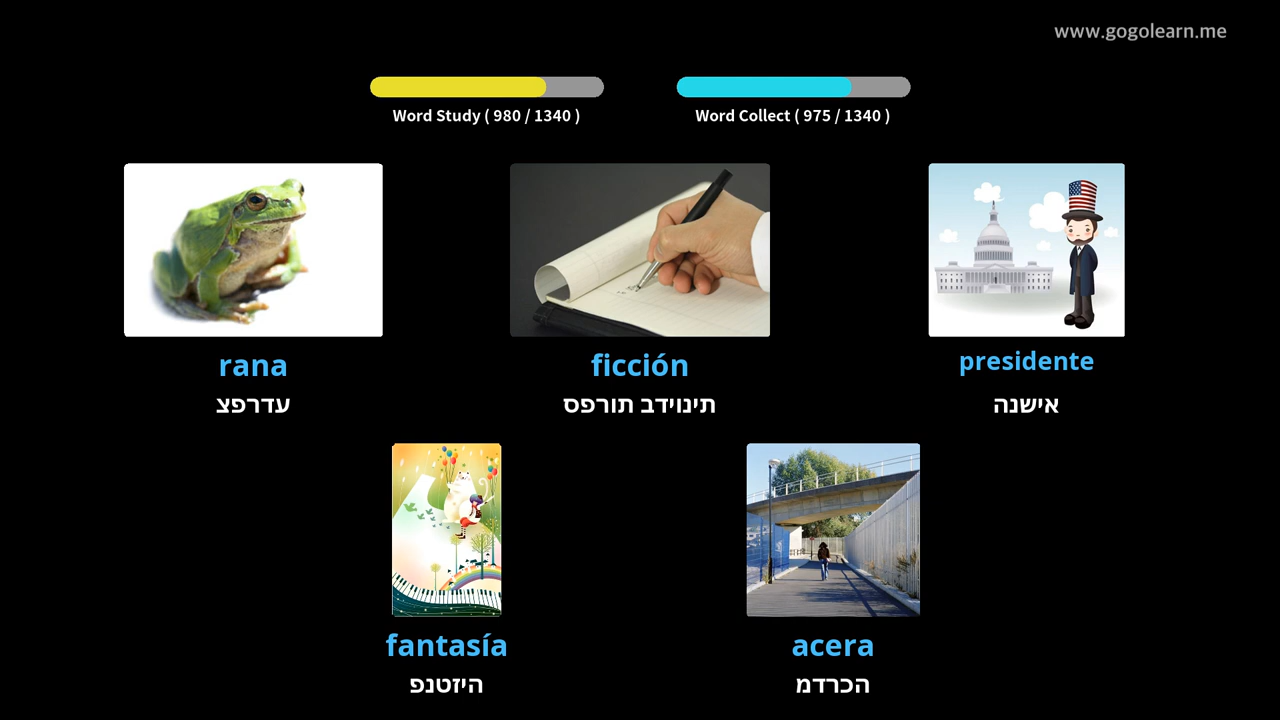 www.gogolearn.me
Word Study ( 980 / 1340 )
Word Collect ( 975 / 1340 )
rana
עדרפצ
ficción
תינוידב תורפס
presidente
אישנה
fantasía
היזטנפ
acera
הכרדמ